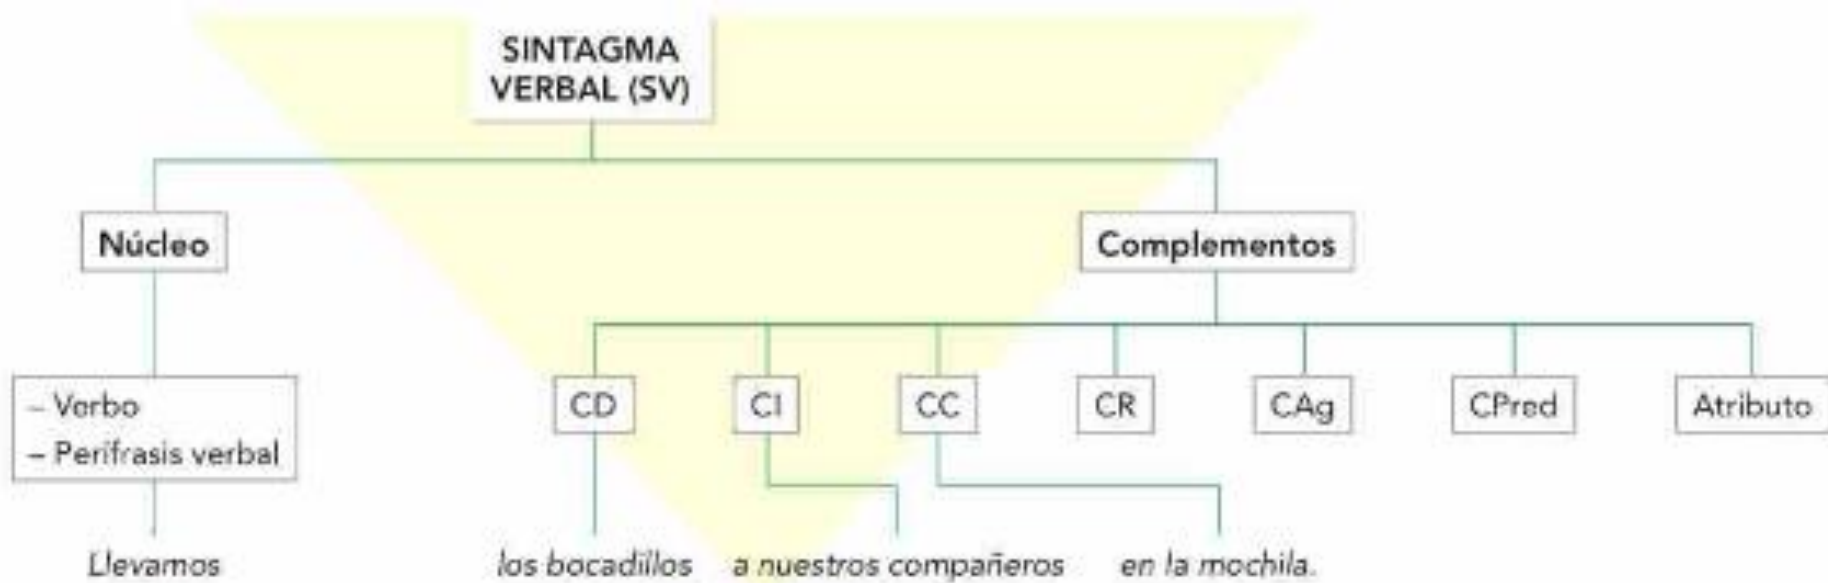 SINTAGMA
VERBAL (SV)
Núcleo
Complementos
– Verbo
– Perífrasis verbal
CD
CI
CC
CR
CAg
CPred
Atributo
Llevamos
los bocadillos
a nuestros compañeros
en la mochila.